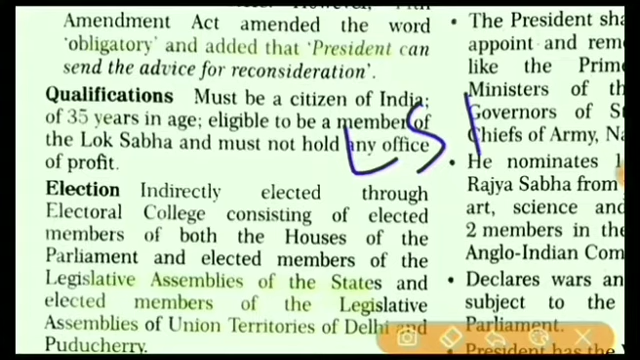 Amendment Act amended the word
'obligatory' and added that 'President can
send the advice for reconsideration'.
Qualifications Must be a citizen of India;
of 35 years in age; eligible to be a member of
the Lok Sabha and must not hold any office
of profit.
Election Indirectly elected through
Electoral College consisting of elected
members of both the Houses of the
Parliament and elected members of the
Legislative Assemblies of the States and
elected members of the Legislative
Assemblies of Union Territories of Delhi and
Puducherry.
LS
The President sha
appoint and rem
like the Prim
Ministers of th
Governors of S
Chiefs of Army, Na
• He nominates 1
Rajya Sabha from
art, science and
2 members in the
Anglo-Indian Com
• Declares wars an
subject to the
Parliament.
• President has the